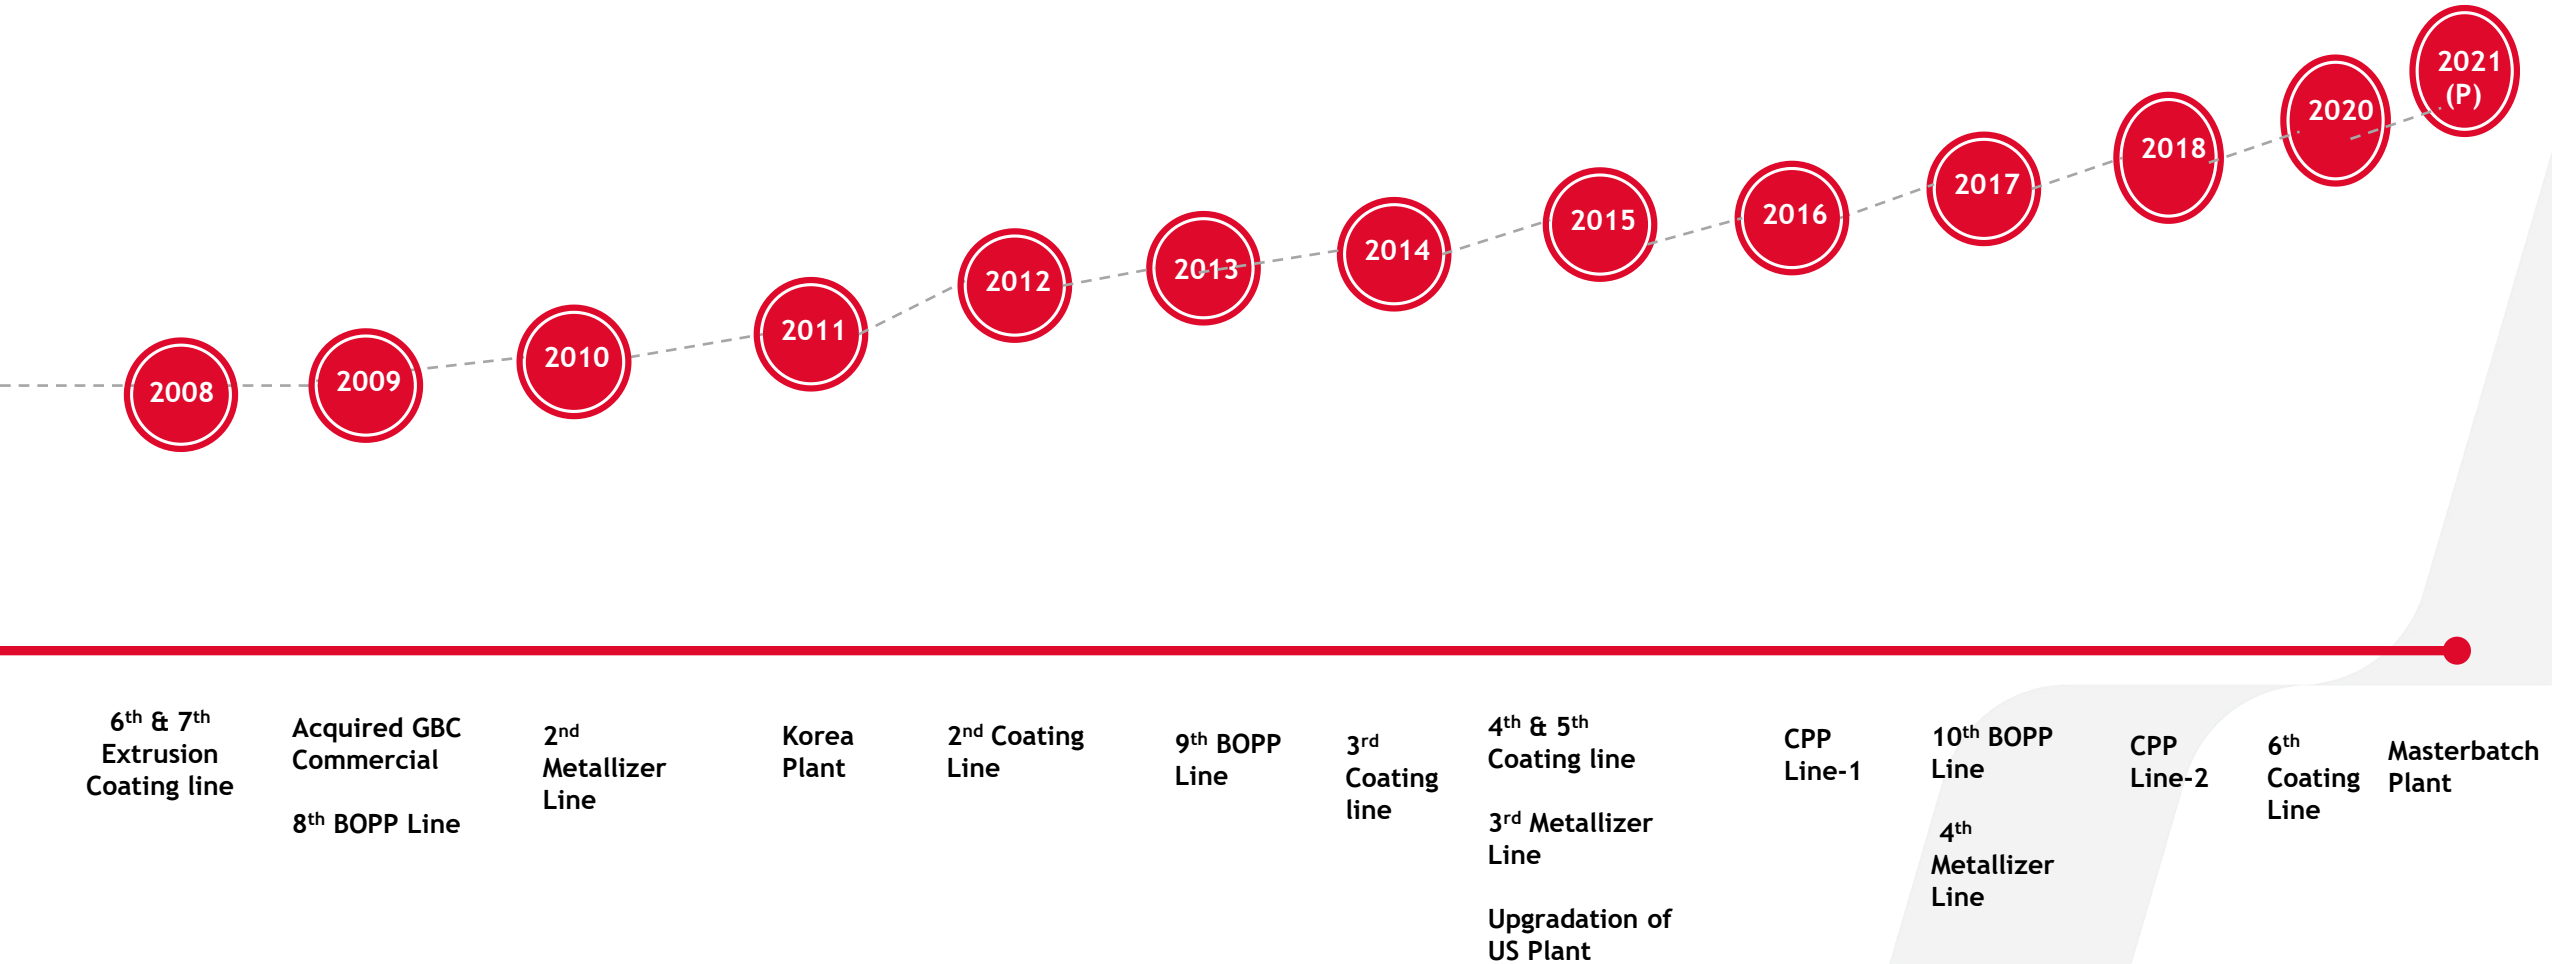 2008
2009
2010
2011
2012
2013
2014
2015
2016
2017
2018
2020
2021
(P)
6th & 7th
Extrusion
Coating line
Acquired GBC
Commercial
8th BOPP Line
2nd
Metallizer
Line
Korea
Plant
2nd Coating
Line
9th BOPP
Line
3rd
Coating
line
4th & 5th
Coating line
3rd Metallizer
Line
Upgradation of
US Plant
CPP
Line-1
10th BOPP
Line
4th
Metallizer
Line
CPP
Line-2
6th
Coating
Line
Masterbatch
Plant